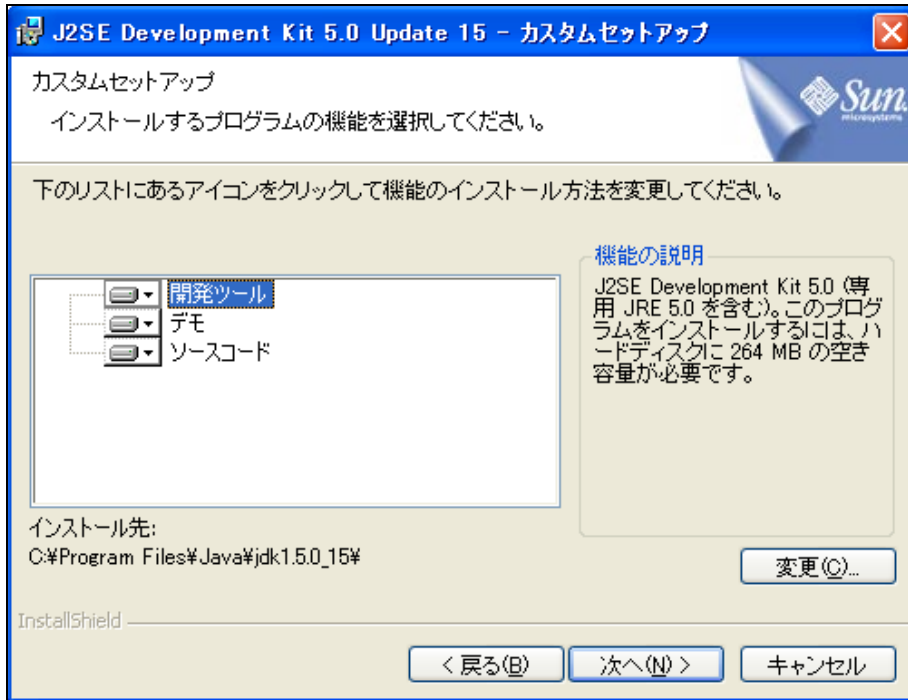 J2SE Development Kit 5.0 Update 15 - カスタムセットアップ
カスタムセットアップ
インストールするプログラムの機能を選択してください。
Sun
microsystems
下のリストにあるアイコンをクリックして機能のインストール方法を変更してください。
開発ツール
デモ
ソースコード
機能の説明
J2SE Development Kit 5.0 (専
用 JRE 5.0 を含む)。このプログ
ラムをインストールするには、ハ
ードディスクに 264 MB の空き
容量が必要です。
インストール先:
C:¥Program Files¥Java¥jdk1.5.0_15¥
変更(C)...
InstallShield
< 戻る(B)
次へ(N) >
キャンセル